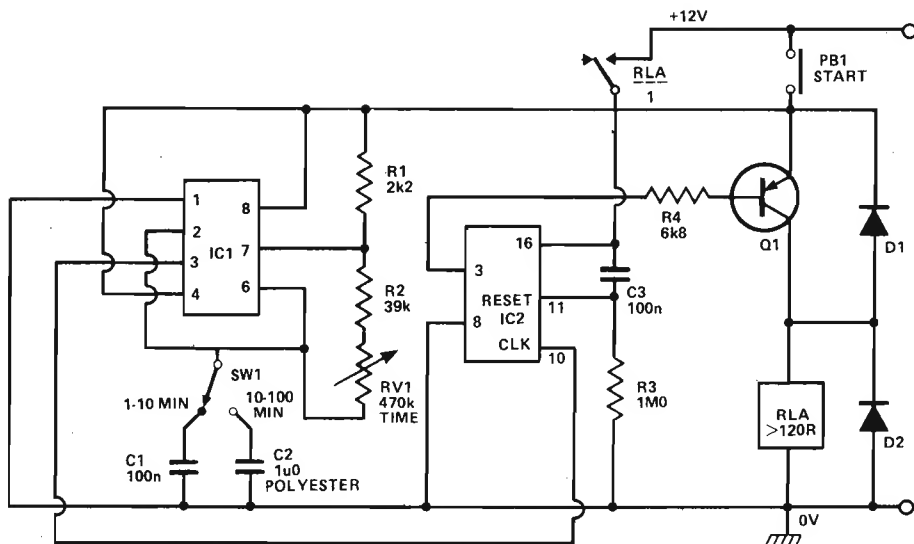 +12V
RLA
1
PB1
START
R1
2k2
1
2
3
4
IC1
8
7
6
R4
6k8
Q1
D1
R2
39k
3
8
16
RESET
11
IC2
CLK
10
C3
100n
SW1
1-10 MIN
10-100
MIN
RV1
470k
TIME
R3
1M0
RLA
>120R
D2
C1
100n
C2
1u0
POLYESTER
0V